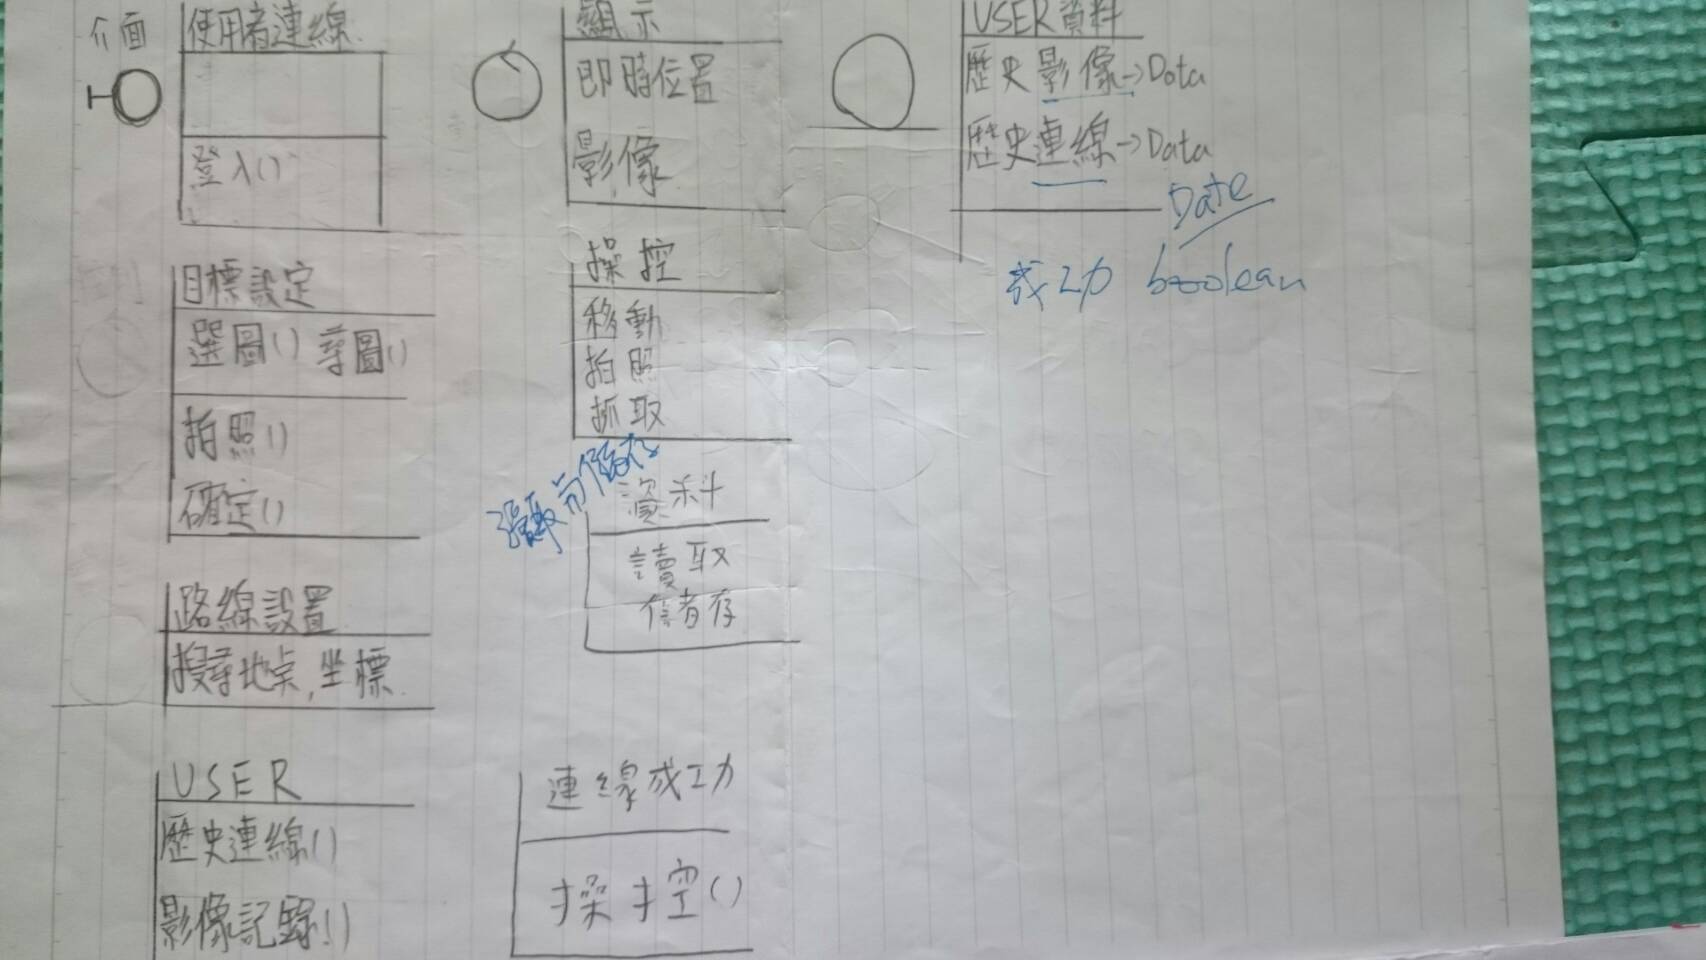 介面
使用者連線
登入()
目標設定
選圖() 尋圖()
拍照()
確定()
路線設置
搜尋地点,坐標
USER
歷史連線()
影像記錄()
顯示
即時位置
影像
操控
移動
拍照
抓取
資料
讀取
儲存
連線成功
操控()
USER資料
歷史影像→Data
歷史連線→Data
Date
成功 boolean